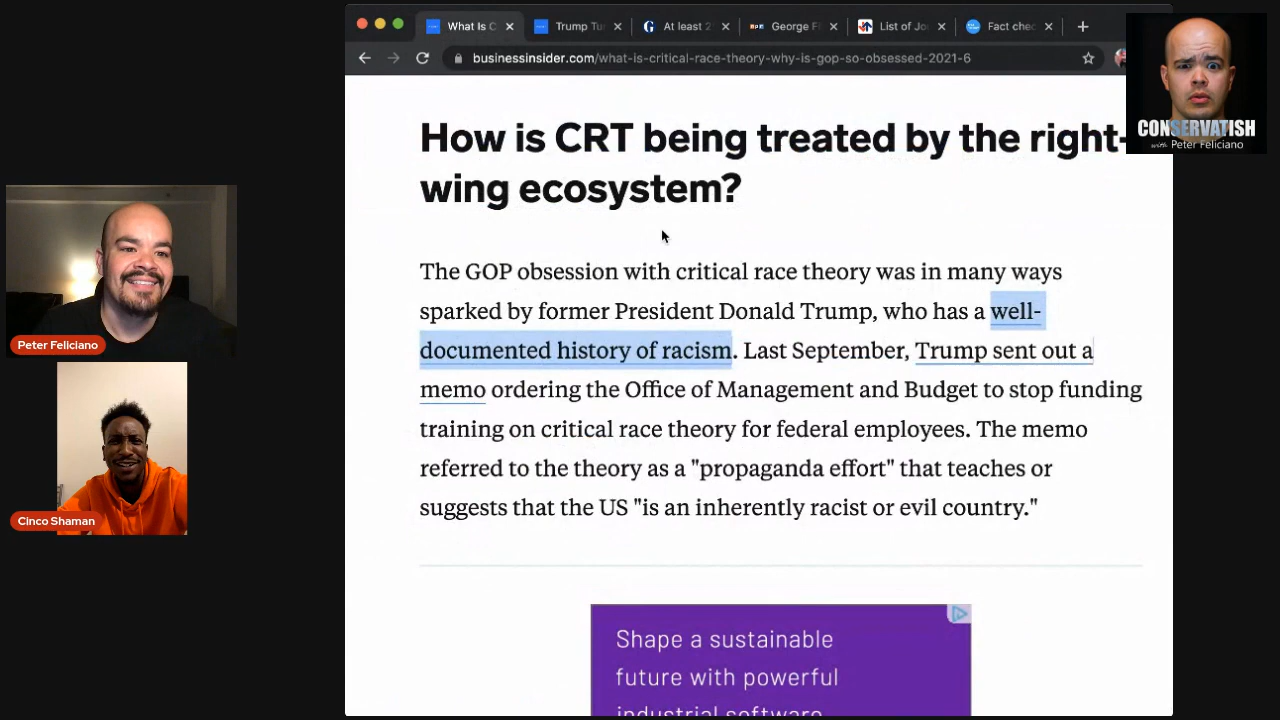 What Is C
Trump Tu
At least 2
George Fl
List of Jo
Fact chec
businessinsider.com/what-is-critical-race-theory-why-is-gop-so-obsessed-2021-6
CONSERVATISH
with Peter Feliciano
How is CRT being treated by the right-
wing ecosystem?
The GOP obsession with critical race theory was in many ways
sparked by former President Donald Trump, who has a well-
documented history of racism. Last September, Trump sent out a
memo ordering the Office of Management and Budget to stop funding
training on critical race theory for federal employees. The memo
referred to the theory as a "propaganda effort" that teaches or
suggests that the US "is an inherently racist or evil country."
Peter Feliciano
Cinco Shaman
Shape a sustainable
future with powerful
industrial software